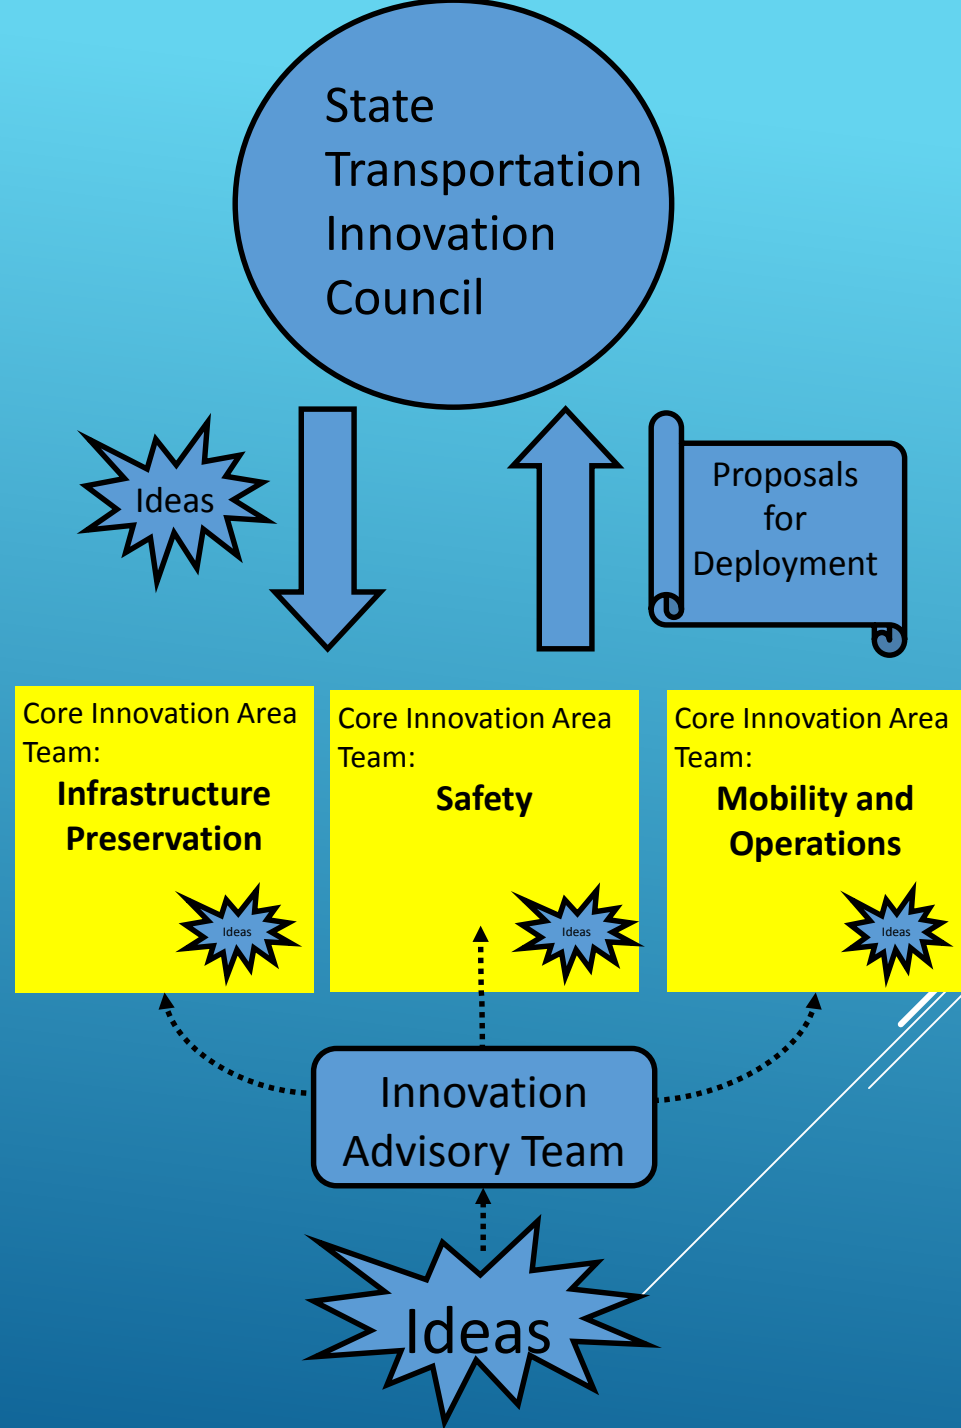 State
Transportation
Innovation
Council
Ideas
Proposals
for
Deployment
Core Innovation Area
Team:
Infrastructure
Preservation
Ideas
Core Innovation Area
Team:
Safety
Ideas
Core Innovation Area
Team:
Mobility and
Operations
Ideas
Innovation
Advisory Team
Ideas